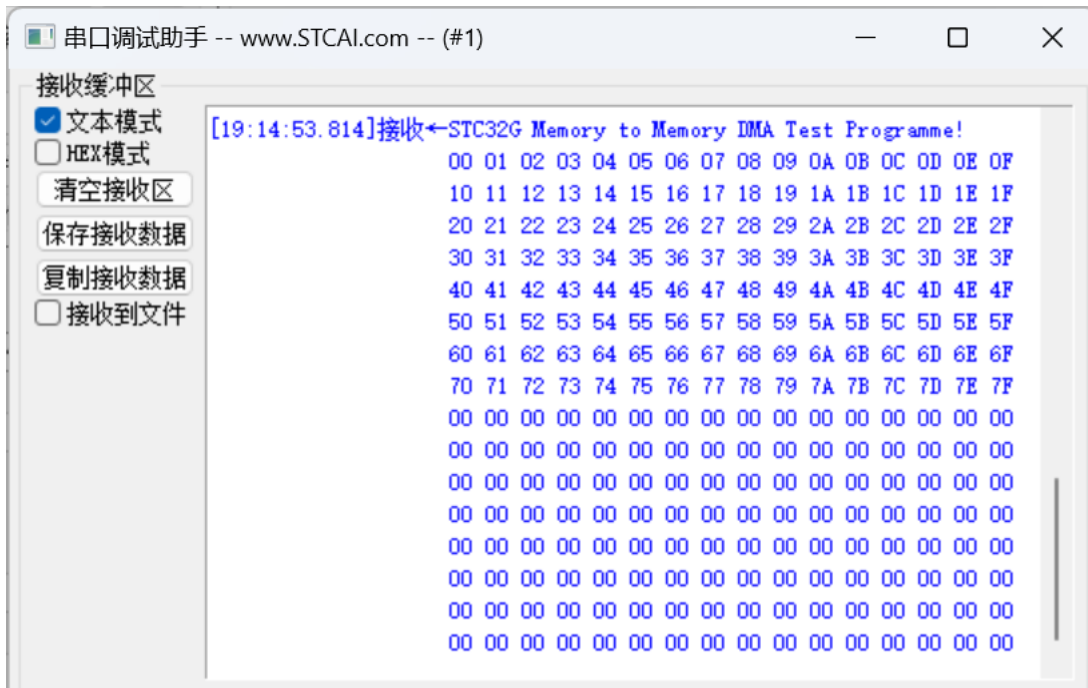 串口调试助手 -- www.STCAI.com -- (#1)
接收缓冲区
文本模式
HEX模式
清空接收区
保存接收数据
复制接收数据
接收到文件
[19:14:53.814]接收←STC32G Memory to Memory DMA Test Programme!
00 01 02 03 04 05 06 07 08 09 0A 0B 0C 0D 0E 0F
10 11 12 13 14 15 16 17 18 19 1A 1B 1C 1D 1E 1F
20 21 22 23 24 25 26 27 28 29 2A 2B 2C 2D 2E 2F
30 31 32 33 34 35 36 37 38 39 3A 3B 3C 3D 3E 3F
40 41 42 43 44 45 46 47 48 49 4A 4B 4C 4D 4E 4F
50 51 52 53 54 55 56 57 58 59 5A 5B 5C 5D 5E 5F
60 61 62 63 64 65 66 67 68 69 6A 6B 6C 6D 6E 6F
70 71 72 73 74 75 76 77 78 79 7A 7B 7C 7D 7E 7F
00 00 00 00 00 00 00 00 00 00 00 00 00 00 00 00
00 00 00 00 00 00 00 00 00 00 00 00 00 00 00 00
00 00 00 00 00 00 00 00 00 00 00 00 00 00 00 00
00 00 00 00 00 00 00 00 00 00 00 00 00 00 00 00
00 00 00 00 00 00 00 00 00 00 00 00 00 00 00 00
00 00 00 00 00 00 00 00 00 00 00 00 00 00 00 00
00 00 00 00 00 00 00 00 00 00 00 00 00 00 00 00
00 00 00 00 00 00 00 00 00 00 00 00 00 00 00 00